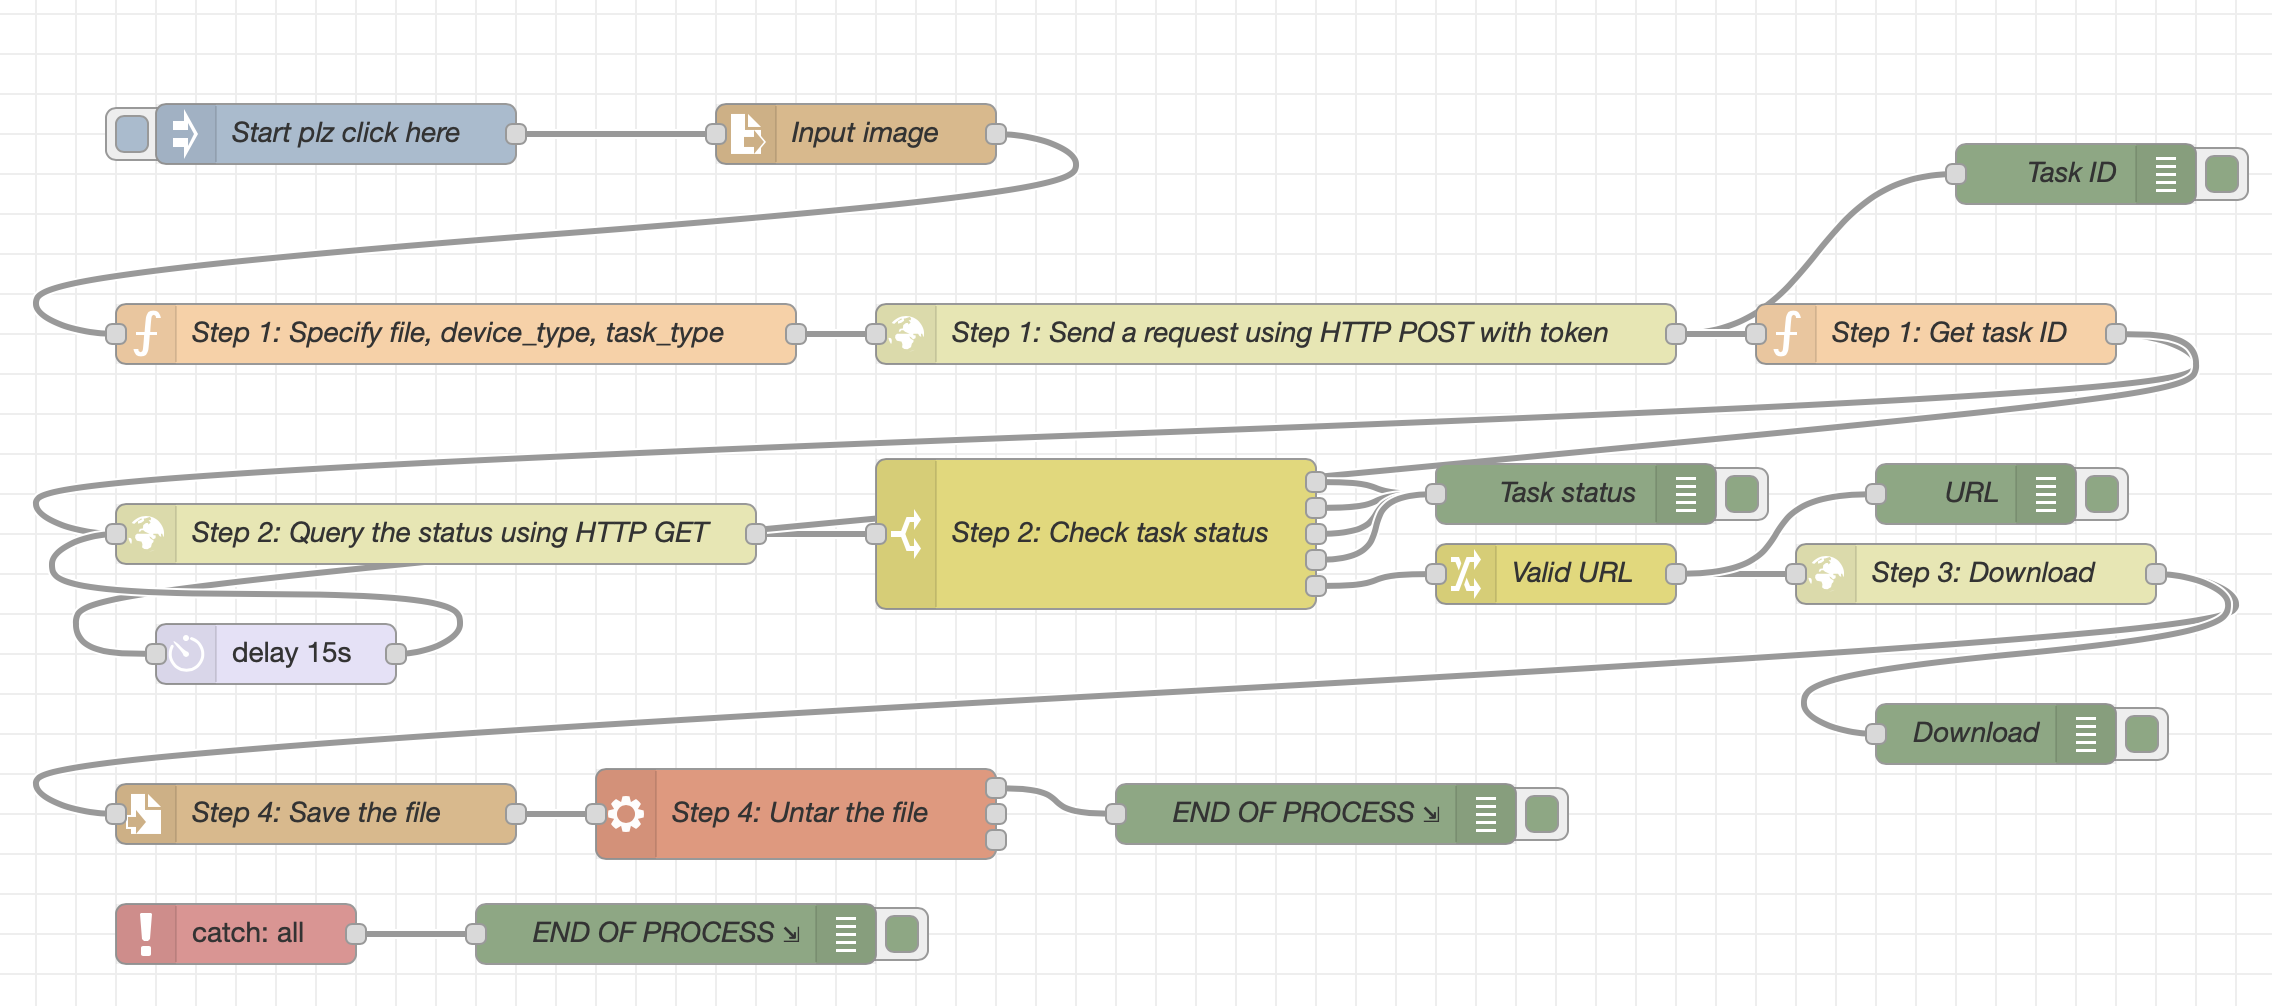 Start plz click here
Input image
Task ID
Step 1: Specify file, device_type, task_type
Step 1: Send a request using HTTP POST with token
Step 1: Get task ID
Task status
URL
Step 2: Query the status using HTTP GET
Step 2: Check task status
Valid URL
Step 3: Download
delay 15s
Download
Step 4: Save the file
Step 4: Untar the file
END OF PROCESS ⇲
catch: all
END OF PROCESS ⇲